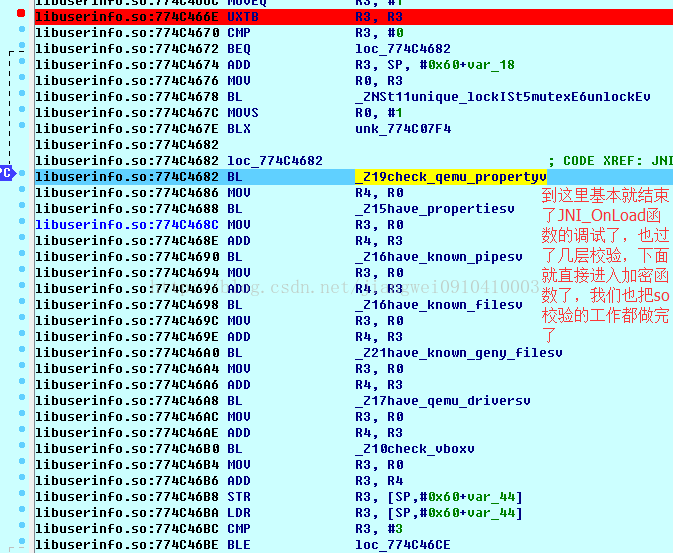 libuserinfo.so:774C466C MOVEQ R3, #1
libuserinfo.so:774C466E UXTB R3, R3
libuserinfo.so:774C4670 CMP R3, #0
libuserinfo.so:774C4672 BEQ loc_774C4682
libuserinfo.so:774C4674 ADD R3, SP, #0x60+var_18
libuserinfo.so:774C4676 MOV R0, R3
libuserinfo.so:774C4678 BL _ZNSt11unique_lockISt5mutexE6unlockEv
libuserinfo.so:774C467C MOVS R0, #1
libuserinfo.so:774C467E BLX unk_774C07F4
libuserinfo.so:774C4682
libuserinfo.so:774C4682 loc_774C4682 ; CODE XREF: JNI
PC
libuserinfo.so:774C4682 BL _Z19check_qemu_propertyv
libuserinfo.so:774C4686 MOV R4, R0
libuserinfo.so:774C4688 BL _Z15have_propertiesv
libuserinfo.so:774C468C MOV R3, R0
libuserinfo.so:774C468E ADD R4, R3
libuserinfo.so:774C4690 BL _Z16have_known_pipesv
libuserinfo.so:774C4694 MOV R3, R0
libuserinfo.so:774C4696 ADD R4, R3
libuserinfo.so:774C4698 BL _Z16have_known_filesv
libuserinfo.so:774C469C MOV R3, R0
libuserinfo.so:774C469E ADD R4, R3
libuserinfo.so:774C46A0 BL _Z21have_known_geny_filesv
libuserinfo.so:774C46A4 MOV R3, R0
libuserinfo.so:774C46A6 ADD R4, R3
libuserinfo.so:774C46A8 BL _Z17have_qemu_driversv
libuserinfo.so:774C46AC MOV R3, R0
libuserinfo.so:774C46AE ADD R4, R3
libuserinfo.so:774C46B0 BL _Z10check_vboxv
libuserinfo.so:774C46B4 MOV R3, R0
libuserinfo.so:774C46B6 ADD R3, R4
libuserinfo.so:774C46B8 STR R3, [SP,#0x60+var_44]
libuserinfo.so:774C46BA LDR R3, [SP,#0x60+var_44]
libuserinfo.so:774C46BC CMP R3, #3
libuserinfo.so:774C46BE BLE loc_774C46CE
到这里基本就结束
了JNI_OnLoad函
数的调试了，也过
了几层校验，下面
就直接进入加密函
数了，我们也把so
校验的工作都做完
了